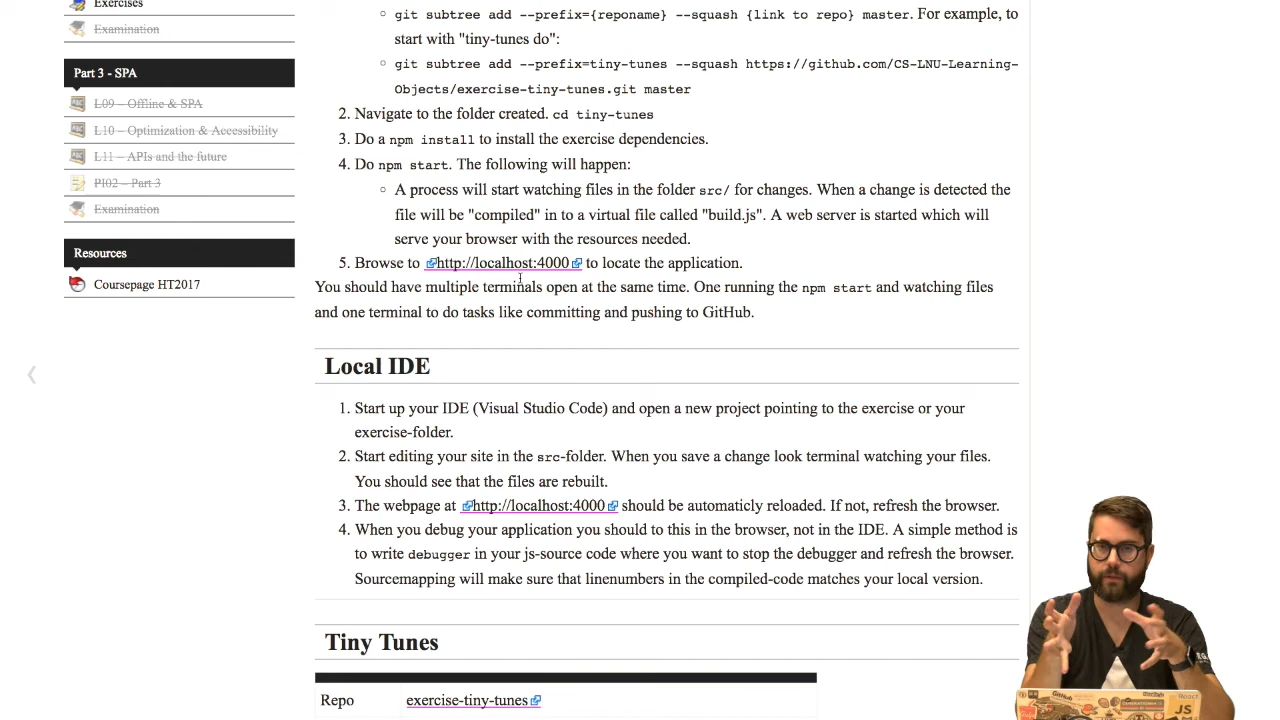 Exercises
Examination
Part 3 - SPA
L09 – Offline & SPA
L10 – Optimization & Accessibility
L11 – APIs and the future
PI02 – Part 3
Examination
Resources
Coursepage HT2017
git subtree add --prefix={reponame} --squash {link to repo} master. For example, to
start with "tiny-tunes do":
git subtree add --prefix=tiny-tunes --squash https://github.com/CS-LNU-Learning-
Objects/exercise-tiny-tunes.git master
2. Navigate to the folder created. cd tiny-tunes
3. Do a npm install to install the exercise dependencies.
4. Do npm start. The following will happen:
A process will start watching files in the folder src/ for changes. When a change is detected the
file will be "compiled" in to a virtual file called "build.js". A web server is started which will
serve your browser with the resources needed.
5. Browse to http://localhost:4000 to locate the application.
You should have multiple terminals open at the same time. One running the npm start and watching files
and one terminal to do tasks like committing and pushing to GitHub.
Local IDE
1. Start up your IDE (Visual Studio Code) and open a new project pointing to the exercise or your
exercise-folder.
2. Start editing your site in the src-folder. When you save a change look terminal watching your files.
You should see that the files are rebuilt.
3. The webpage at http://localhost:4000 should be automaticly reloaded. If not, refresh the browser.
4. When you debug your application you should to this in the browser, not in the IDE. A simple method is
to write debugger in your js-source code where you want to stop the debugger and refresh the browser.
Sourcemapping will make sure that linenumbers in the compiled-code matches your local version.
Tiny Tunes
Repo exercise-tiny-tunes
GitHub
React
JS